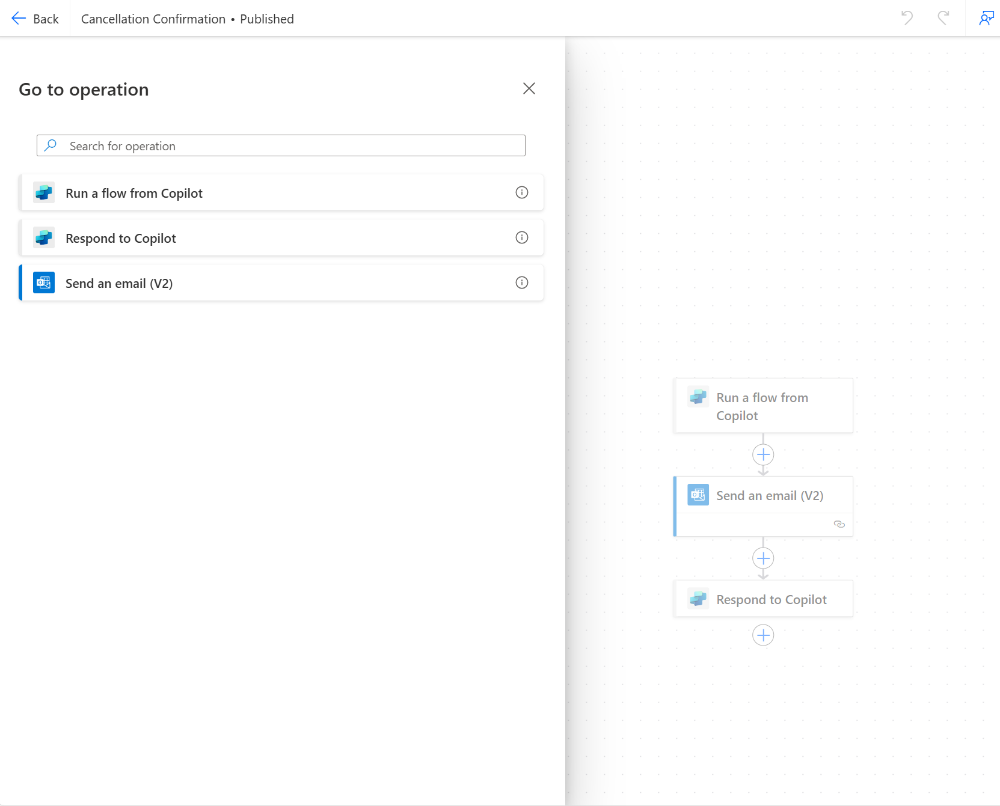 Back
Cancellation Confirmation • Published
Go to operation
Search for operation
Run a flow from Copilot
Respond to Copilot
Send an email (V2)
Run a flow from
Copilot
Send an email (V2)
Respond to Copilot